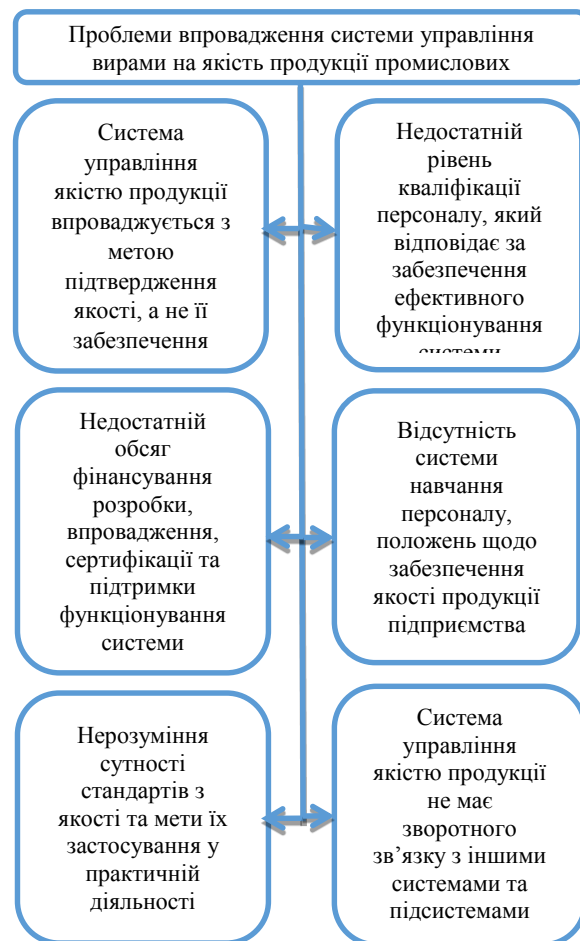 Проблеми впровадження системи управління
вирами на якість продукції промислових
Система
управління
якістю продукції
впроваджується з
метою
підтвердження
якості, а не її
забезпечення
Недостатній
рівень
кваліфікації
персоналу, який
відповідає за
забезпечення
ефективного
функціонування
системи
Недостатній
обсяг
фінансування
розробки,
впровадження,
сертифікації та
підтримки
функціонування
системи
Відсутність
системи
навчання
персоналу,
положень щодо
забезпечення
якості продукції
підприємства
Нерозуміння
сутності
стандартів з
якості та мети їх
застосування у
практичній
діяльності
Система
управління
якістю продукції
не має
зворотного
зв’язку з іншими
системами та
підсистемами